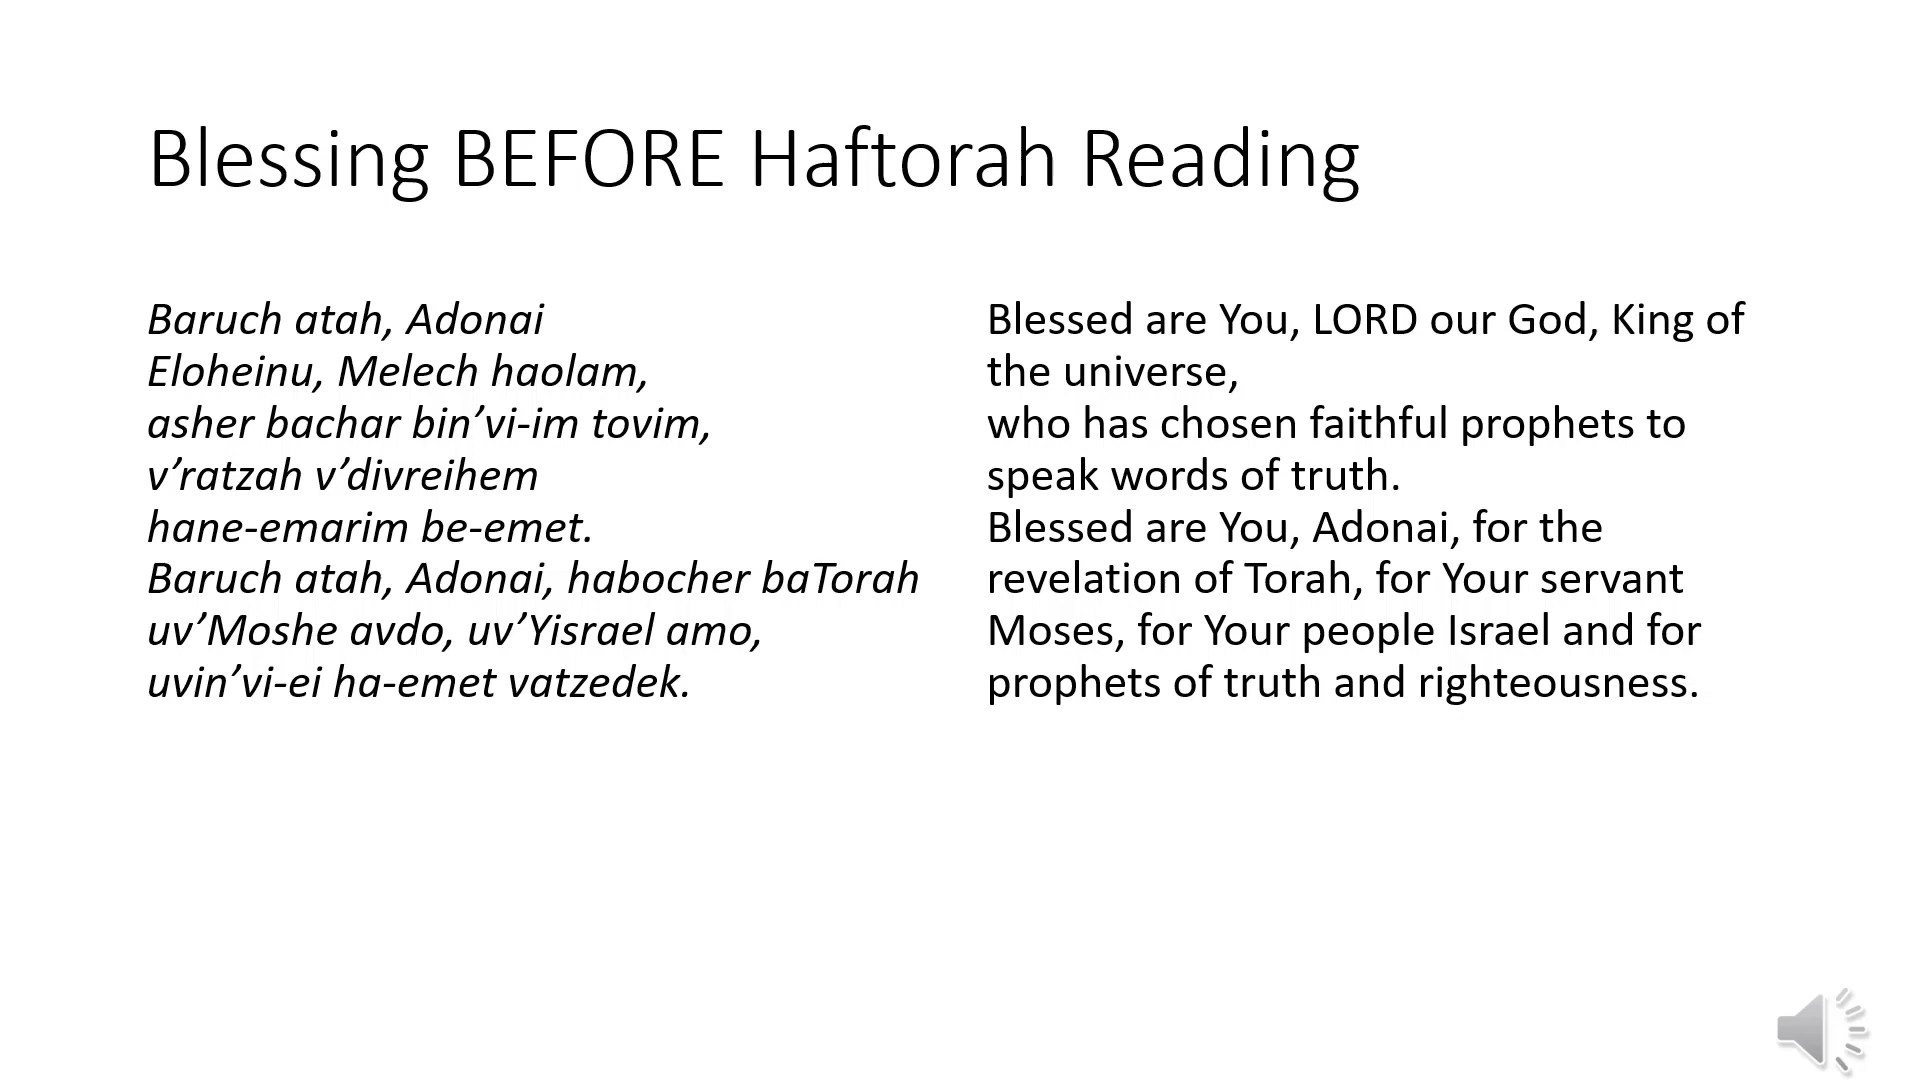 Blessing BEFORE Haftorah Reading
Baruch atah, Adonai
Eloheinu, Melech haolam,
asher bachar bin’vi-im tovim,
v’ratzah v’divreihem
hane-emarim be-emet.
Baruch atah, Adonai, habocher baTorah
uv’Moshe avdo, uv’Yisrael amo,
uvin’vi-ei ha-emet vatzedek.
Blessed are You, LORD our God, King of
the universe,
who has chosen faithful prophets to
speak words of truth.
Blessed are You, Adonai, for the
revelation of Torah, for Your servant
Moses, for Your people Israel and for
prophets of truth and righteousness.